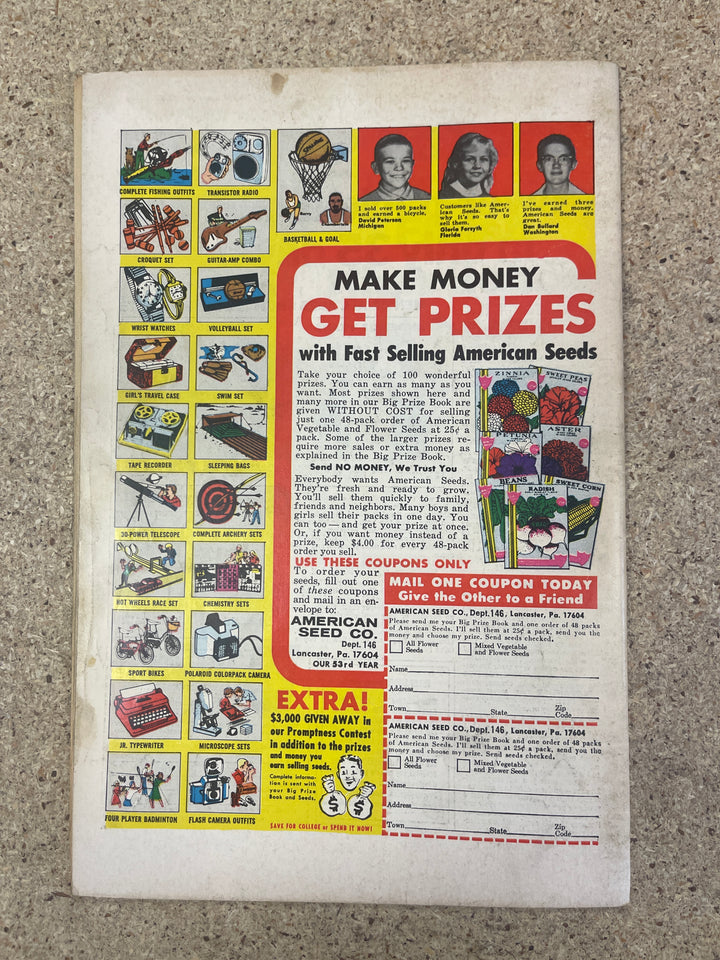 COMPLETE FISHING OUTFITS
TRANSISTOR RADIO
CROQUET SET
GUITAR-AMP COMBO
WRIST WATCHES
VOLLEYBALL SET
GIRL'S TRAVEL CASE
SWIM SET
TAPE RECORDER
SLEEPING BAGS
30-POWER TELESCOPE
COMPLETE ARCHERY SETS
HOT WHEELS RACE SET
CHEMISTRY SETS
SPORT BIKES
POLAROID COLORPACK CAMERA
JR. TYPEWRITER
MICROSCOPE SETS
FOUR PLAYER BADMINTON
FLASH CAMERA OUTFITS
SPALDING
Barry
BASKETBALL & GOAL
I sold over 500 packs
and earned a bicycle.
David Peterson
Michigan
Customers like Amer-
ican Seeds. That's
why it's so easy to
sell them.
Gloria Forsyth
Florida
I've earned three
prizes and money,
American Seeds are
great.
Dan Bullard
Washington
MAKE MONEY
GET PRIZES
with Fast Selling American Seeds
Take your choice of 100 wonderful
prizes. You can earn as many as you
want. Most prizes shown here and
many more in our Big Prize Book are
given WITHOUT COST for selling
just one 48-pack order of American
Vegetable and Flower Seeds at 25¢ a
pack. Some of the larger prizes re-
quire more sales or extra money as
explained in the Big Prize Book.
Send NO MONEY, We Trust You
Everybody wants American Seeds.
They're fresh and ready to grow.
You'll sell them quickly to family,
friends and neighbors. Many boys and
girls sell their packs in one day. You
can too — and get your prize at once.
Or, if you want money instead of a
prize, keep $4.00 for every 48-pack
order you sell.
ZINNIA
SWEET PEAS
PETUNIA
ASTER
BEANS
RADISH
SWEET CORN
USE THESE COUPONS ONLY
To order your
seeds, fill out one
of these coupons
and mail in an en-
velope to:
AMERICAN
SEED CO.
Dept. 146
Lancaster, Pa. 17604
OUR 53rd YEAR
EXTRA!
$3,000 GIVEN AWAY in
our Promptness Contest
in addition to the prizes
and money you
earn selling seeds.
Complete informa-
tion is sent with
your Big Prize
Book and Seeds.
$ $
SAVE FOR COLLEGE or SPEND IT NOW!
MAIL ONE COUPON TODAY
Give the Other to a Friend
AMERICAN SEED CO., Dept. 146, Lancaster, Pa. 17604
Please send me your Big Prize Book and one order of 48 packs
of American Seeds. I'll sell them at 25¢ a pack, send you the
money and choose my prize. Send seeds checked.
All Flower
Seeds
Mixed Vegetable
and Flower Seeds
Name
Address
Town State Zip
Code
AMERICAN SEED CO., Dept. 146, Lancaster, Pa. 17604
Please send me your Big Prize Book and one order of 48 packs
of American Seeds. I'll sell them at 25¢ a pack, send you the
money and choose my prize. Send seeds checked.
All Flower
Seeds
Mixed Vegetable
and Flower Seeds
Name
Address
Town State Zip
Code